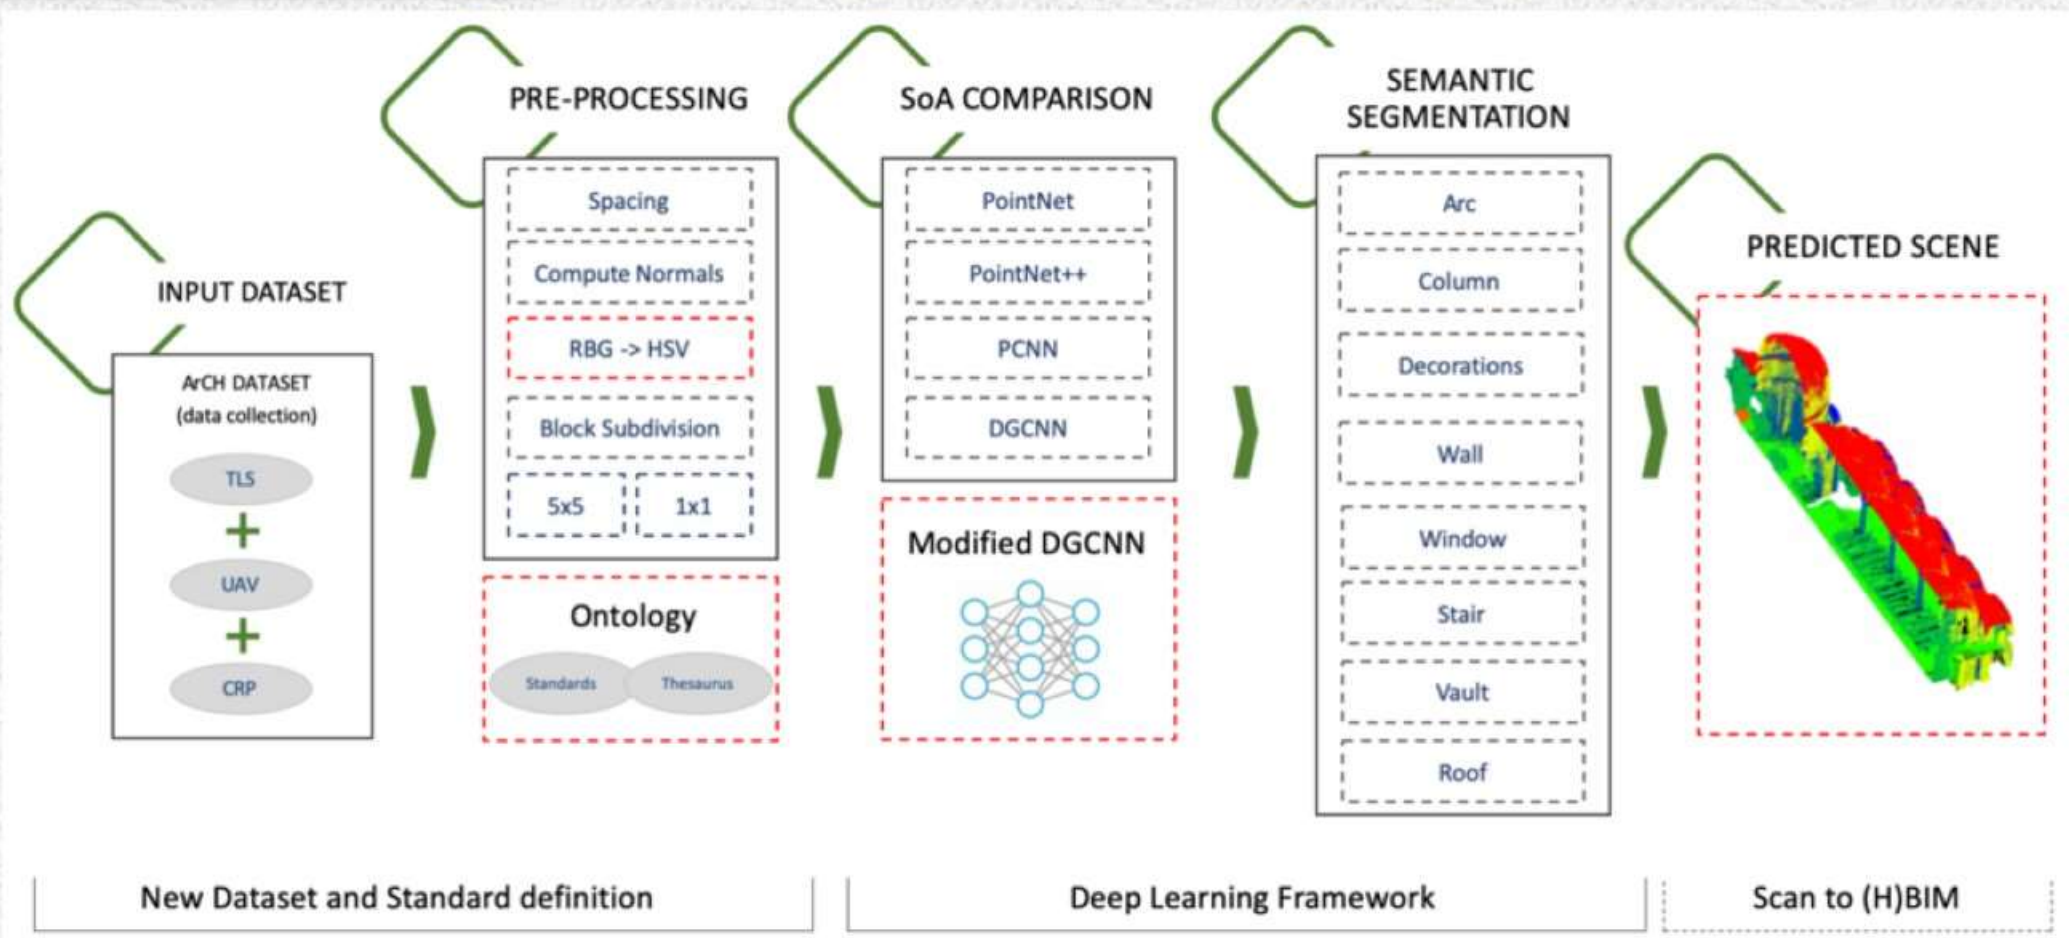 INPUT DATASET
ArCH DATASET
(data collection)
TLS
+
UAV
+
CRP
PRE-PROCESSING
Spacing
Compute Normals
RBG -> HSV
Block Subdivision
5x5 1x1
Ontology
Standards Thesaurus
SoA COMPARISON
PointNet
PointNet++
PCNN
DGCNN
Modified DGCNN
SEMANTIC
SEGMENTATION
Arc
Column
Decorations
Wall
Window
Stair
Vault
Roof
PREDICTED SCENE
New Dataset and Standard definition
Deep Learning Framework
Scan to (H)BIM